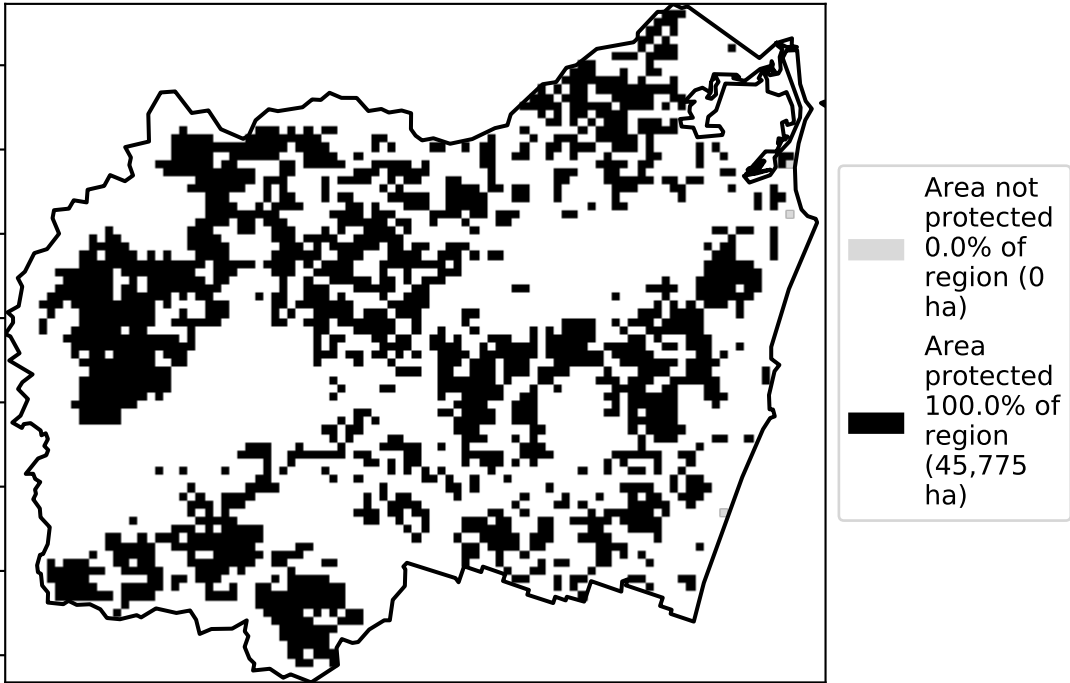 Area not
protected
0.0% of
region (0
ha)
Area
protected
100.0% of
region
(45,775
ha)